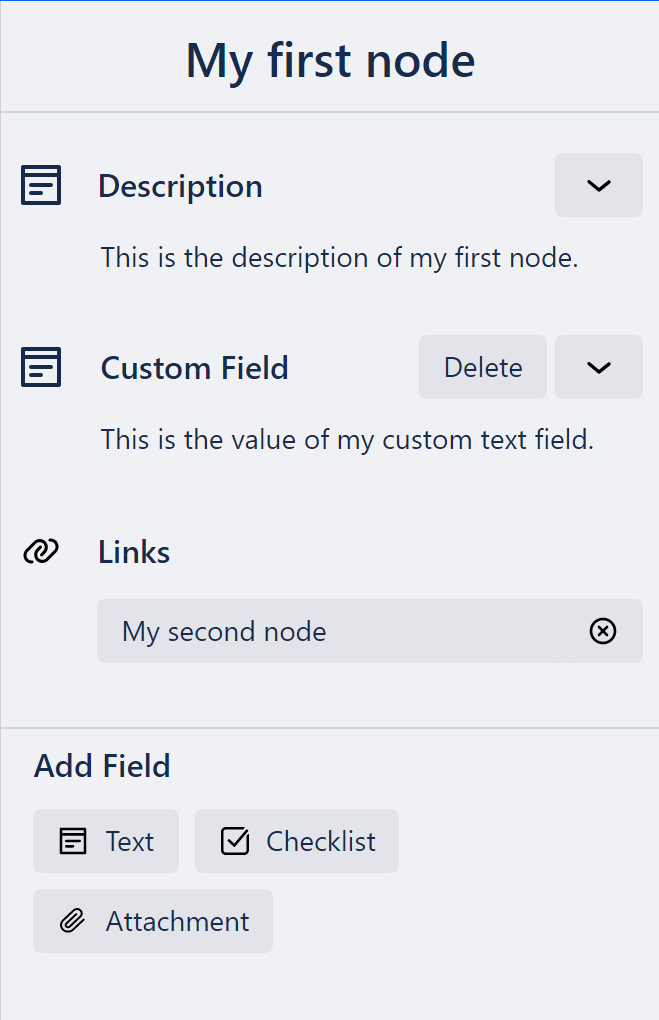 My first node
Description
This is the description of my first node.
Custom Field
Delete
This is the value of my custom text field.
Links
My second node
Add Field
Text
Checklist
Attachment